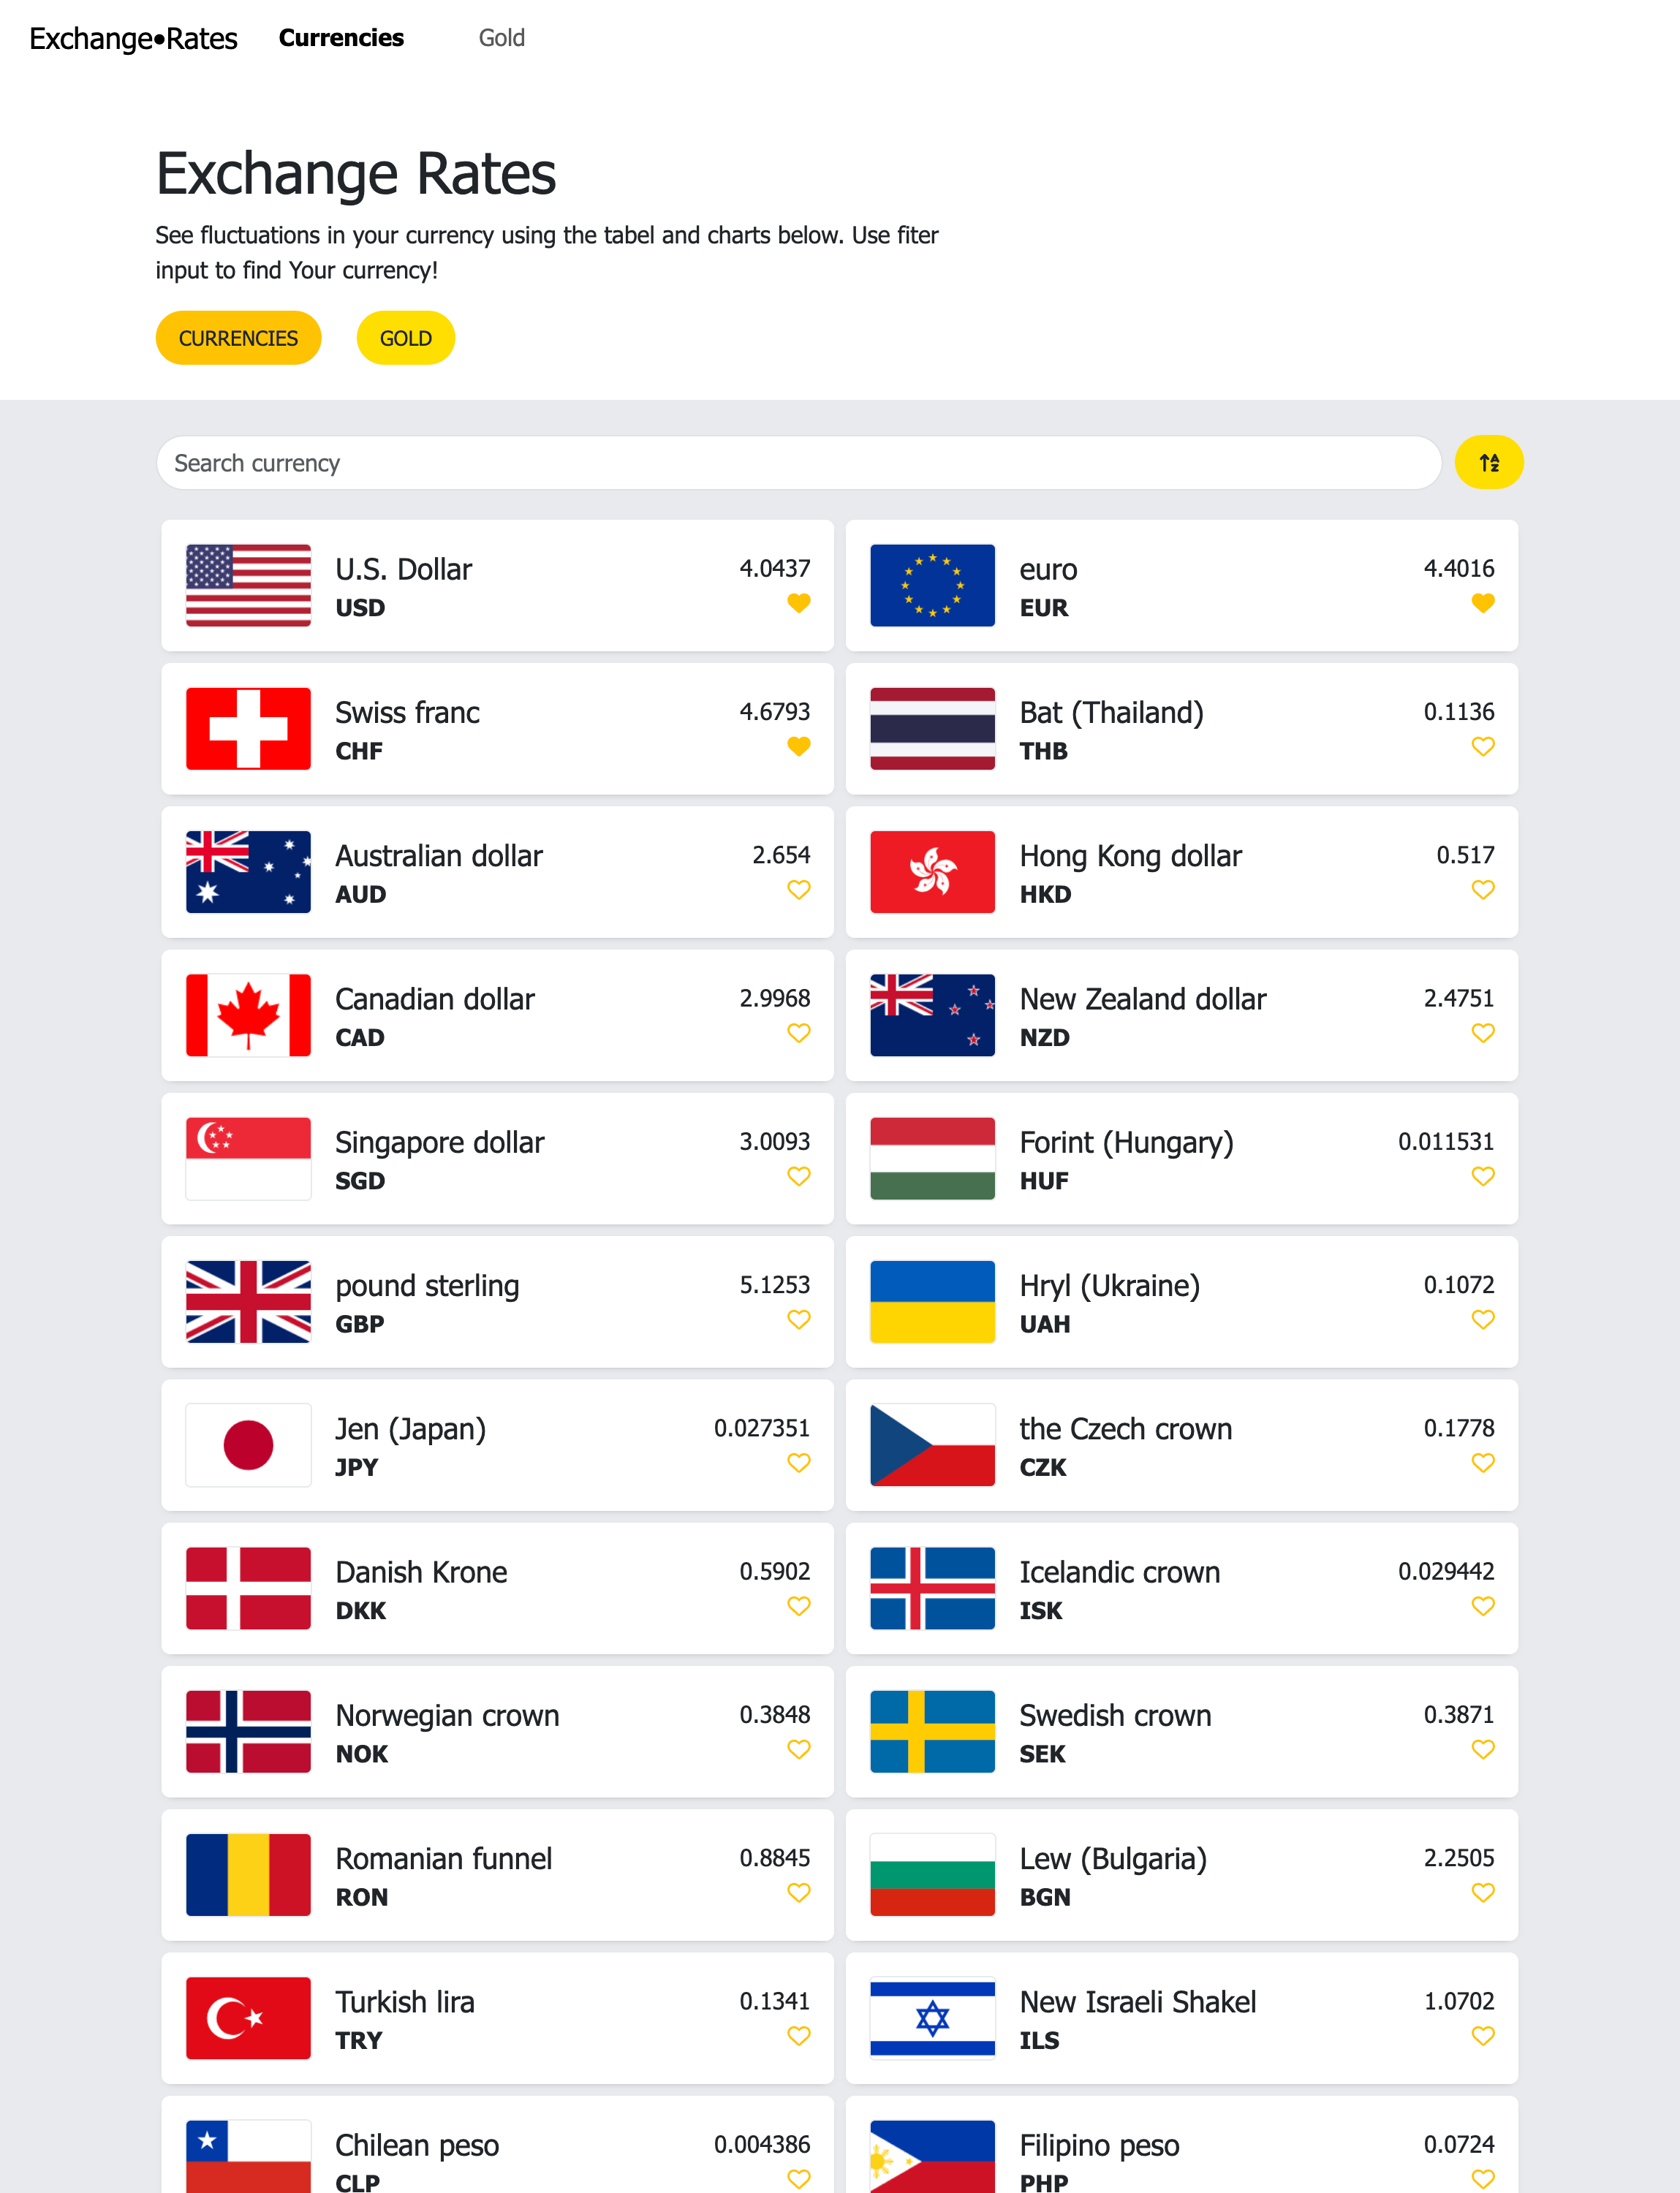 Exchange•Rates Currencies Gold
Exchange Rates
See fluctuations in your currency using the tabel and charts below. Use fiter
input to find Your currency!
CURRENCIES GOLD
Search currency
U.S. Dollar 4.0437
USD
euro 4.4016
EUR
Swiss franc 4.6793
CHF
Bat (Thailand) 0.1136
THB
Australian dollar 2.654
AUD
Hong Kong dollar 0.517
HKD
Canadian dollar 2.9968
CAD
New Zealand dollar 2.4751
NZD
Singapore dollar 3.0093
SGD
Forint (Hungary) 0.011531
HUF
pound sterling 5.1253
GBP
Hryl (Ukraine) 0.1072
UAH
Jen (Japan) 0.027351
JPY
the Czech crown 0.1778
CZK
Danish Krone 0.5902
DKK
Icelandic crown 0.029442
ISK
Norwegian crown 0.3848
NOK
Swedish crown 0.3871
SEK
Romanian funnel 0.8845
RON
Lew (Bulgaria) 2.2505
BGN
Turkish lira 0.1341
TRY
New Israeli Shakel 1.0702
ILS
Chilean peso 0.004386
CLP
Filipino peso 0.0724
PHP